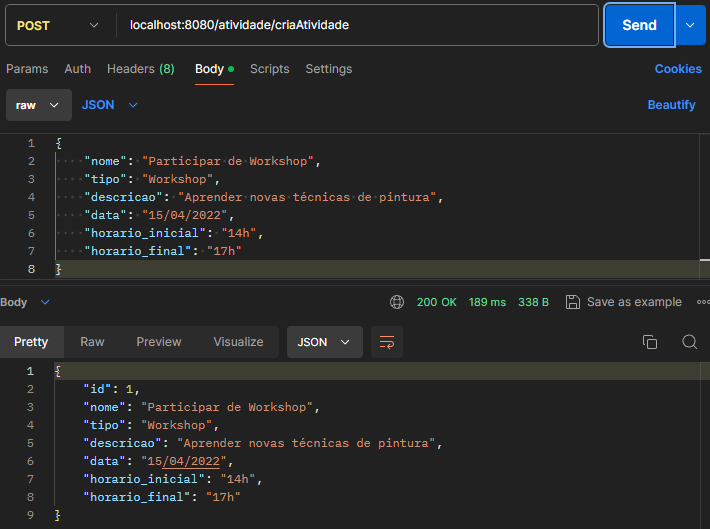 POST localhost:8080/atividade/criaAtividade Send
Params Auth Headers (8) Body Scripts Settings Cookies
raw JSON Beautify
1 {
2 "nome": "Participar de Workshop",
3 "tipo": "Workshop",
4 "descricao": "Aprender novas técnicas de pintura",
5 "data": "15/04/2022",
6 "horario_inicial": "14h",
7 "horario_final": "17h"
8 }
Body 200 OK 189 ms 338 B Save as example
Pretty Raw Preview Visualize JSON
1 {
2 "id": 1,
3 "nome": "Participar de Workshop",
4 "tipo": "Workshop",
5 "descricao": "Aprender novas técnicas de pintura",
6 "data": "15/04/2022",
7 "horario_inicial": "14h",
8 "horario_final": "17h"
9 }